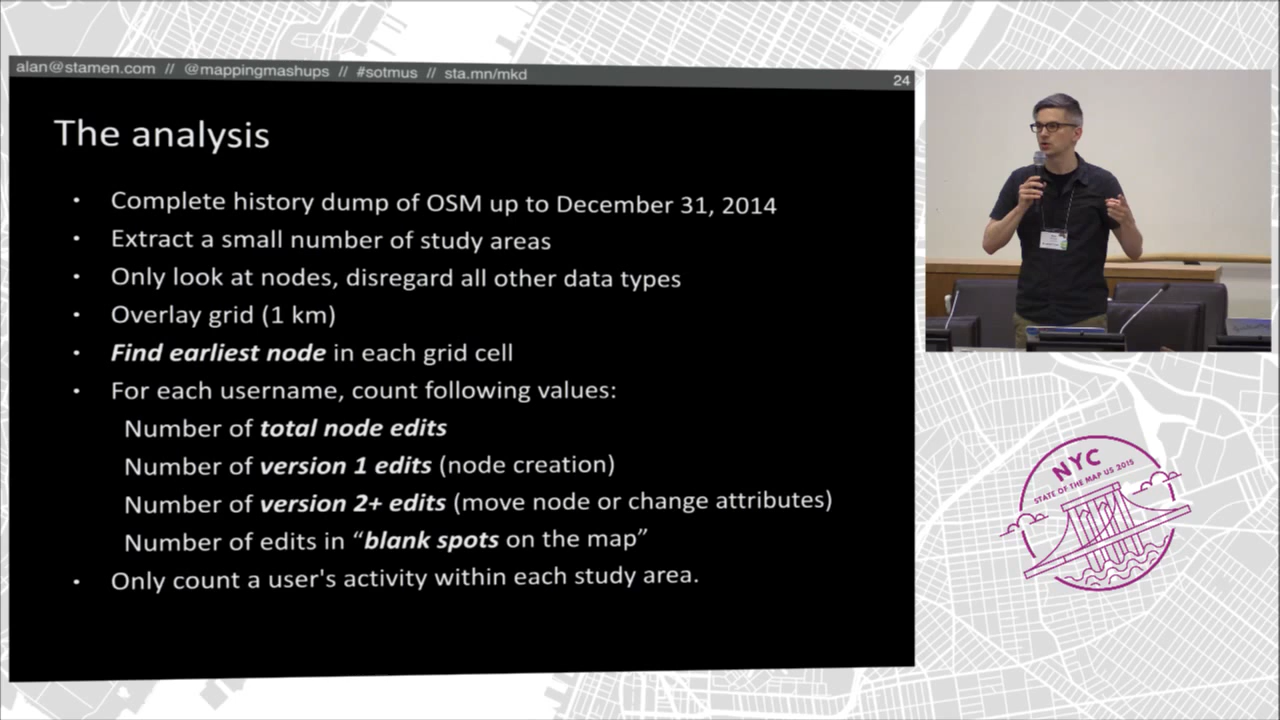 alan@stamen.com // @mappingmashups // #sotmus // sta.mn/mkd
24
The analysis
• Complete history dump of OSM up to December 31, 2014
• Extract a small number of study areas
• Only look at nodes, disregard all other data types
• Overlay grid (1 km)
• Find earliest node in each grid cell
• For each username, count following values:
Number of total node edits
Number of version 1 edits (node creation)
Number of version 2+ edits (move node or change attributes)
Number of edits in “blank spots on the map”
• Only count a user's activity within each study area.
NYC
STATE OF THE MAP US 2015